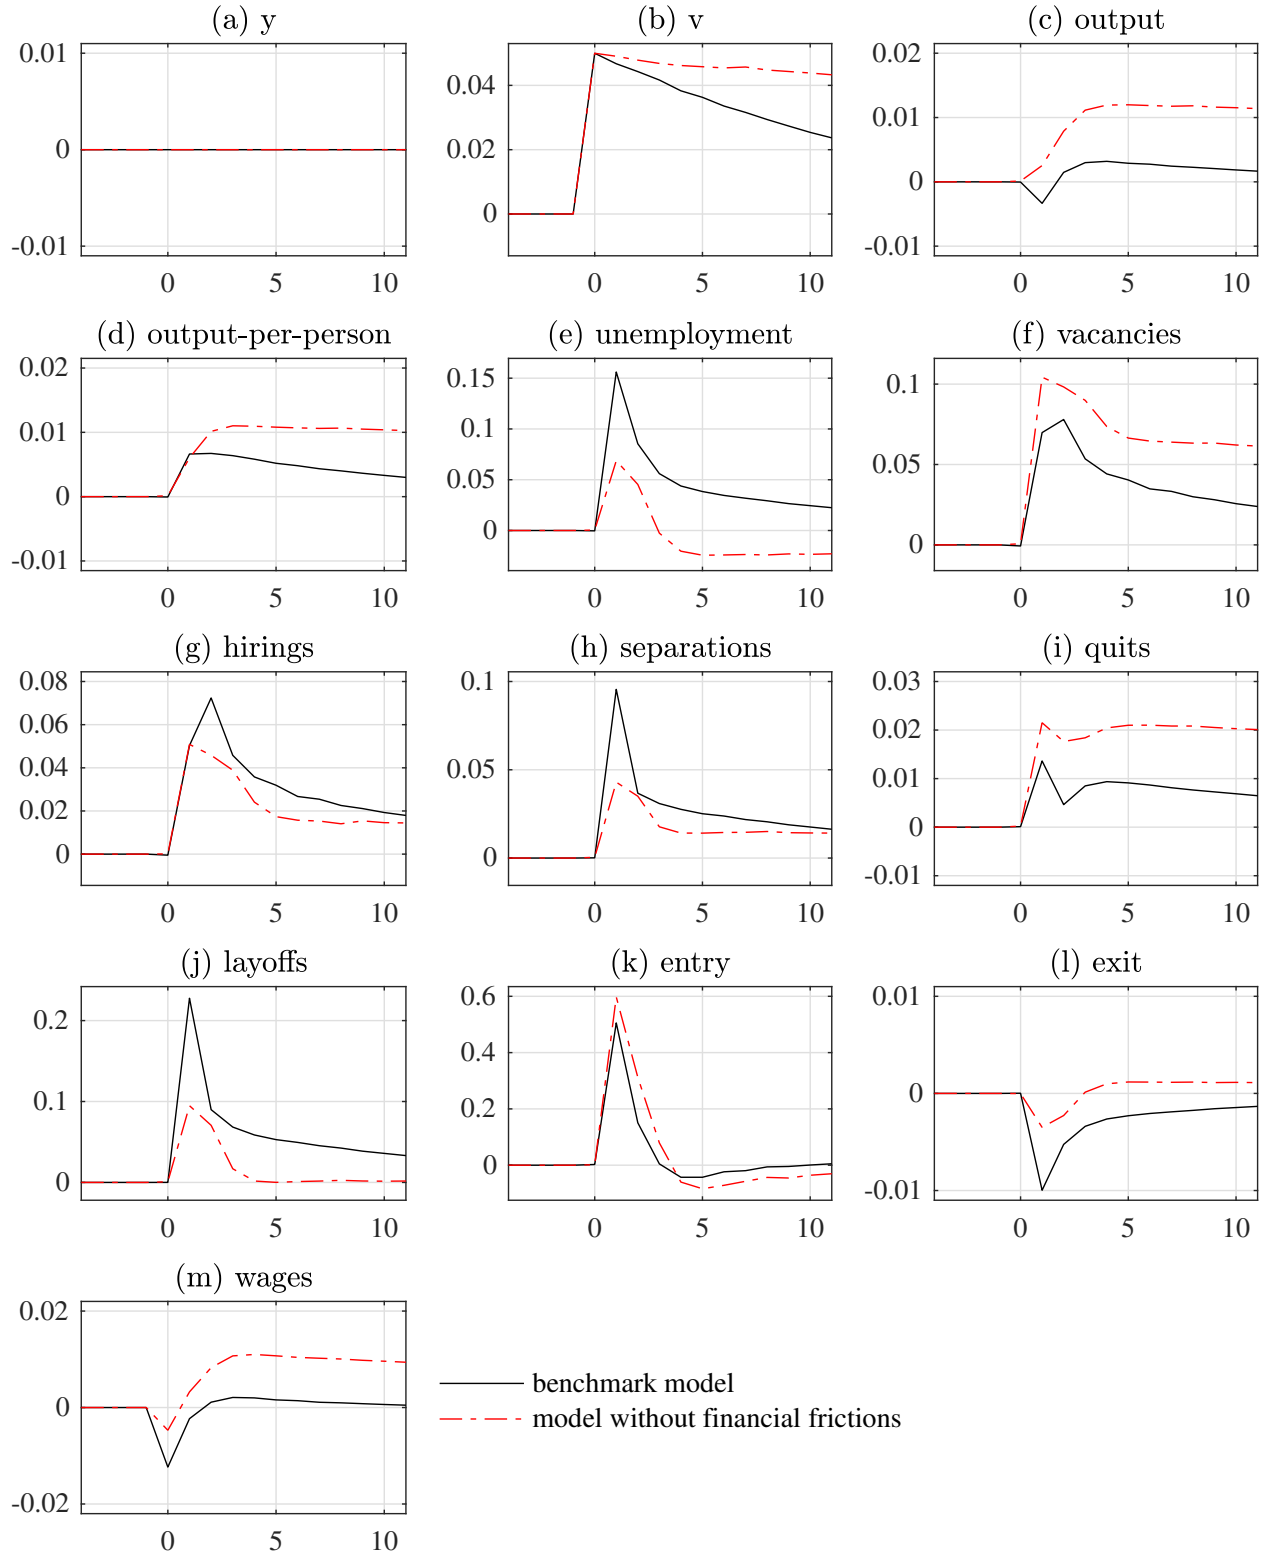 (a) y
(b) v
(c) output
0.01
0
-0.01
0 5 10
0.04
0.02
0
0 5 10
0.02
0.01
0
-0.01
0 5 10
(d) output-per-person
(e) unemployment
(f) vacancies
0.02
0.01
0
-0.01
0 5 10
0.15
0.1
0.05
0
0 5 10
0.1
0.05
0
0 5 10
(g) hirings
(h) separations
(i) quits
0.08
0.06
0.04
0.02
0
0 5 10
0.1
0.05
0
0 5 10
0.03
0.02
0.01
0
-0.01
0 5 10
(j) layoffs
(k) entry
(l) exit
0.2
0.1
0
0 5 10
0.6
0.4
0.2
0
0 5 10
0.01
0
-0.01
0 5 10
(m) wages
0.02
0
-0.02
0 5 10
benchmark model
model without financial frictions